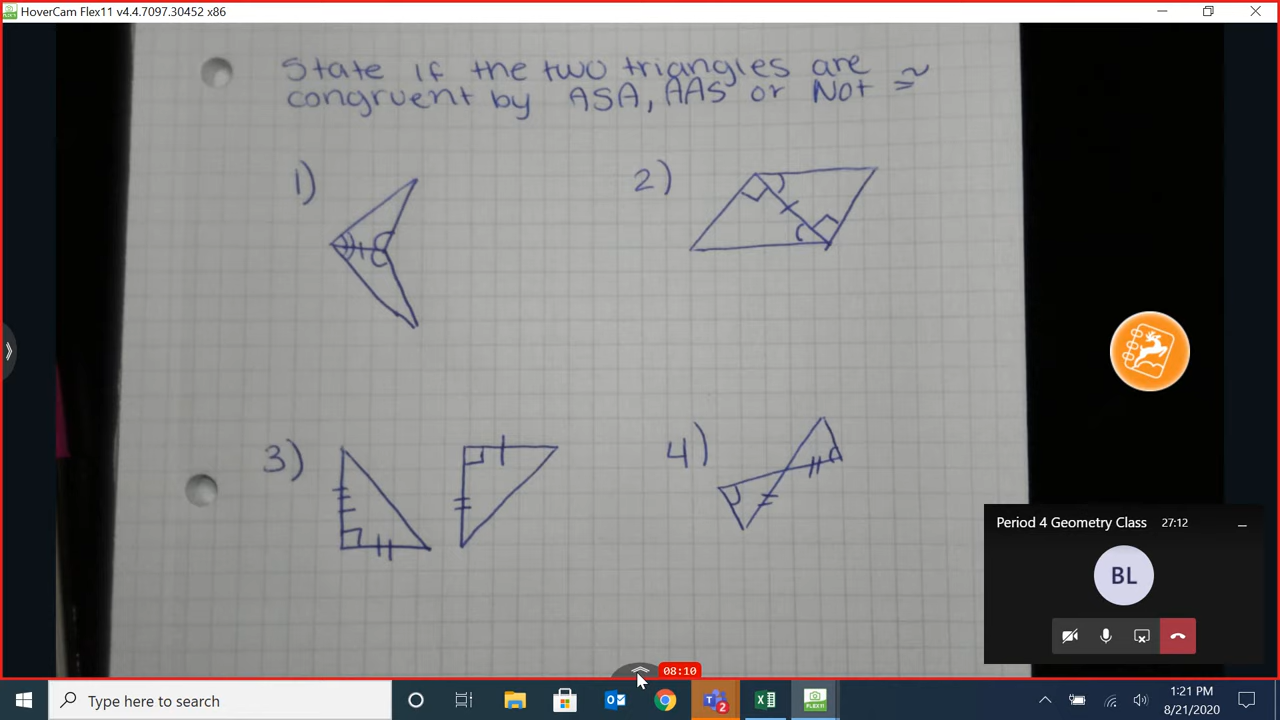 HoverCam Flex11 v4.4.7097.30452 x86
State if the two triangles are
congruent by ASA, AAS or Not ≅
1)
2)
3)
4)
Period 4 Geometry Class 27:12
BL
08:10
Type here to search
2
FLEX11
1:21 PM
8/21/2020